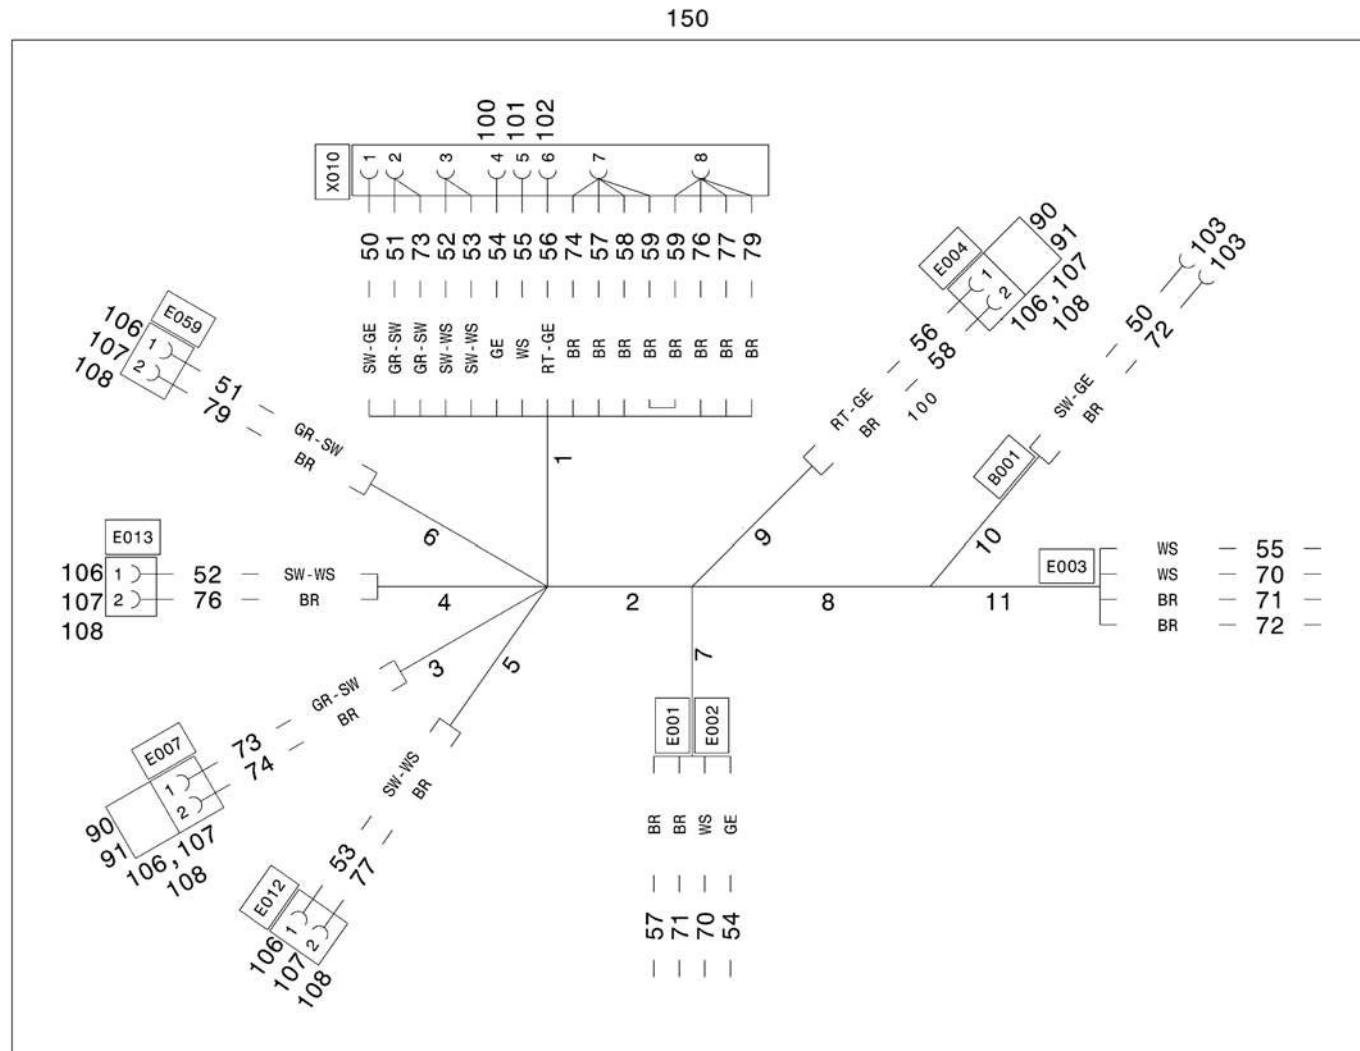 150
100
101
102
X010
1
2
3
4
5
6
7
8
50
51
73
52
53
54
55
56
74
57
58
59
59
76
77
79
SW-GE
GR-SW
GR-SW
SW-WS
SW-WS
GE
WS
RT-GE
BR
BR
BR
BR
BR
BR
BR
BR
1
E059
106
107
108
1
2
51
79
GR-SW
BR
6
E013
106
107
108
1
2
52
76
SW-WS
BR
4
E007
90
91
106,107
108
1
2
73
74
GR-SW
BR
3
E012
106
107
108
1
2
53
77
SW-WS
BR
5
2
7
E001
E002
BR
BR
WS
GE
57
71
70
54
E004
90
91
106,107
108
1
2
56
58
RT-GE
BR
100
9
8
103
103
50
72
SW-GE
BR
B001
10
11
E003
WS
55
WS
70
BR
71
BR
72